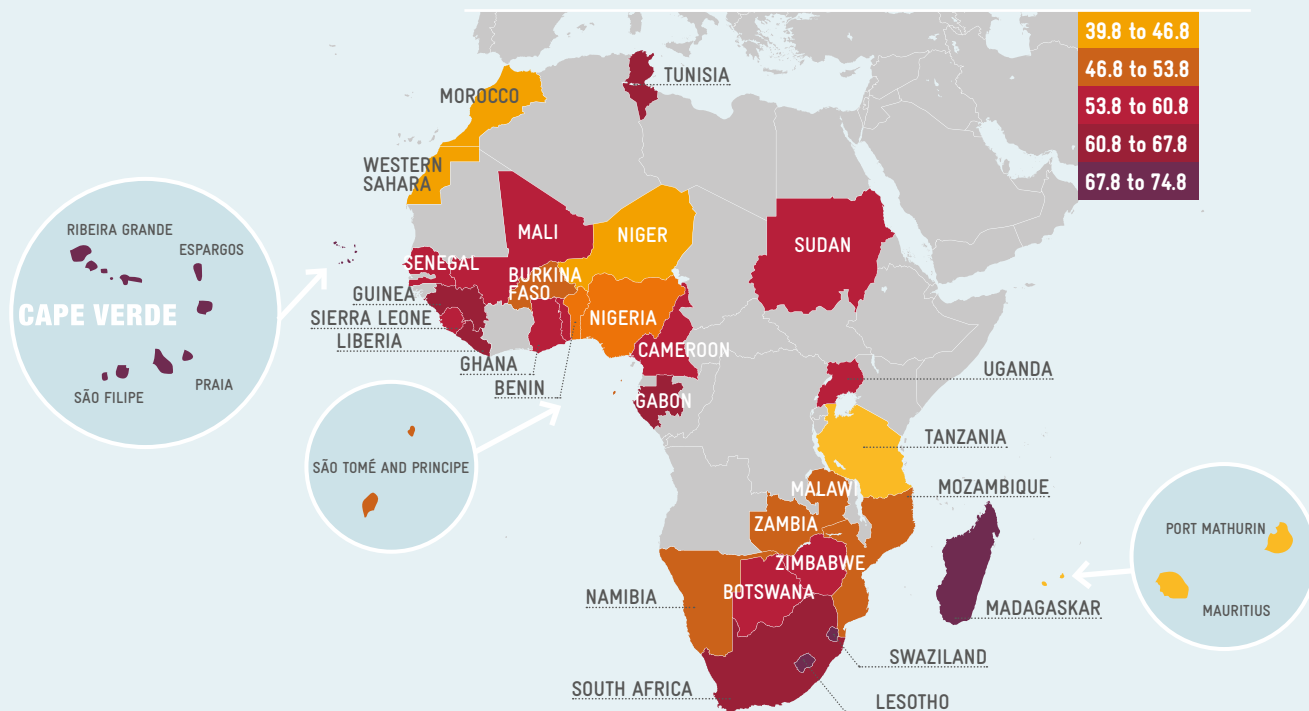 39.8 to 46.8
46.8 to 53.8
53.8 to 60.8
60.8 to 67.8
67.8 to 74.8
TUNISIA
MOROCCO
WESTERN
SAHARA
MALI
NIGER
SUDAN
SENEGAL
BURKINA
FASO
GUINEA
SIERRA LEONE
LIBERIA
NIGERIA
GHANA
BENIN
CAMEROON
GABON
UGANDA
TANZANIA
MALAWI
MOZAMBIQUE
ZAMBIA
ZIMBABWE
BOTSWANA
NAMIBIA
MADAGASKAR
SWAZILAND
SOUTH AFRICA
LESOTHO
RIBEIRA GRANDE
ESPARGOS
CAPE VERDE
SÃO FILIPE
PRAIA
SÃO TOMÉ AND PRINCIPE
PORT MATHURIN
MAURITIUS